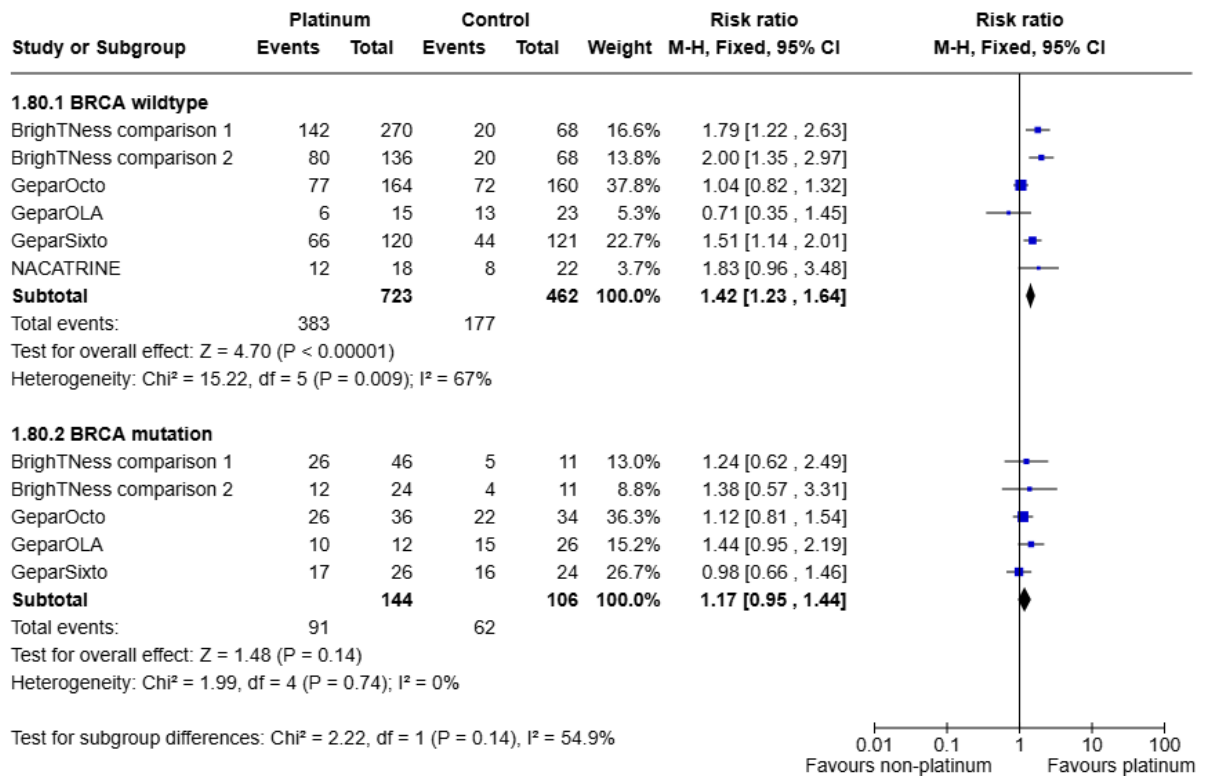 Platinum Control Risk ratio Risk ratio
Study or Subgroup Events Total Events Total Weight M-H, Fixed, 95% CI M-H, Fixed, 95% CI
1.80.1 BRCA wildtype
BrighTNess comparison 1 142 270 20 68 16.6% 1.79 [1.22 , 2.63]
BrighTNess comparison 2 80 136 20 68 13.8% 2.00 [1.35 , 2.97]
GeparOcto 77 164 72 160 37.8% 1.04 [0.82 , 1.32]
GeparOLA 6 15 13 23 5.3% 0.71 [0.35 , 1.45]
GeparSixto 66 120 44 121 22.7% 1.51 [1.14 , 2.01]
NACATRINE 12 18 8 22 3.7% 1.83 [0.96 , 3.48]
Subtotal 723 462 100.0% 1.42 [1.23 , 1.64]
Total events: 383 177
Test for overall effect: Z = 4.70 (P < 0.00001)
Heterogeneity: Chi² = 15.22, df = 5 (P = 0.009); I² = 67%
1.80.2 BRCA mutation
BrighTNess comparison 1 26 46 5 11 13.0% 1.24 [0.62 , 2.49]
BrighTNess comparison 2 12 24 4 11 8.8% 1.38 [0.57 , 3.31]
GeparOcto 26 36 22 34 36.3% 1.12 [0.81 , 1.54]
GeparOLA 10 12 15 26 15.2% 1.44 [0.95 , 2.19]
GeparSixto 17 26 16 24 26.7% 0.98 [0.66 , 1.46]
Subtotal 144 106 100.0% 1.17 [0.95 , 1.44]
Total events: 91 62
Test for overall effect: Z = 1.48 (P = 0.14)
Heterogeneity: Chi² = 1.99, df = 4 (P = 0.74); I² = 0%
Test for subgroup differences: Chi² = 2.22, df = 1 (P = 0.14), I² = 54.9%
0.01 0.1 1 10 100
Favours non-platinum Favours platinum